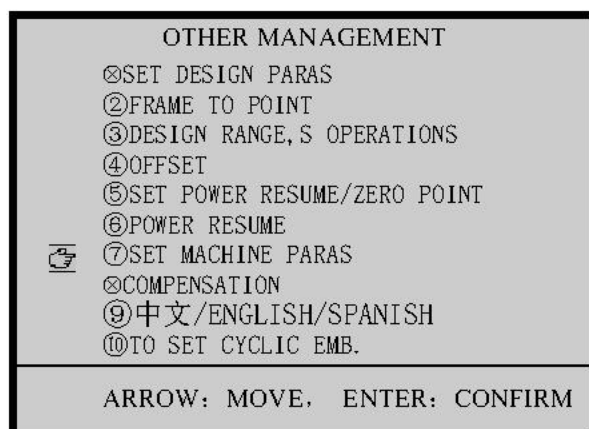 OTHER MANAGEMENT
⊗SET DESIGN PARAS
②FRAME TO POINT
③DESIGN RANGE,S OPERATIONS
④OFFSET
⑤SET POWER RESUME/ZERO POINT
⑥POWER RESUME
⑦SET MACHINE PARAS
⊗COMPENSATION
⑨中文/ENGLISH/SPANISH
⑩TO SET CYCLIC EMB.
ARROW: MOVE, ENTER: CONFIRM